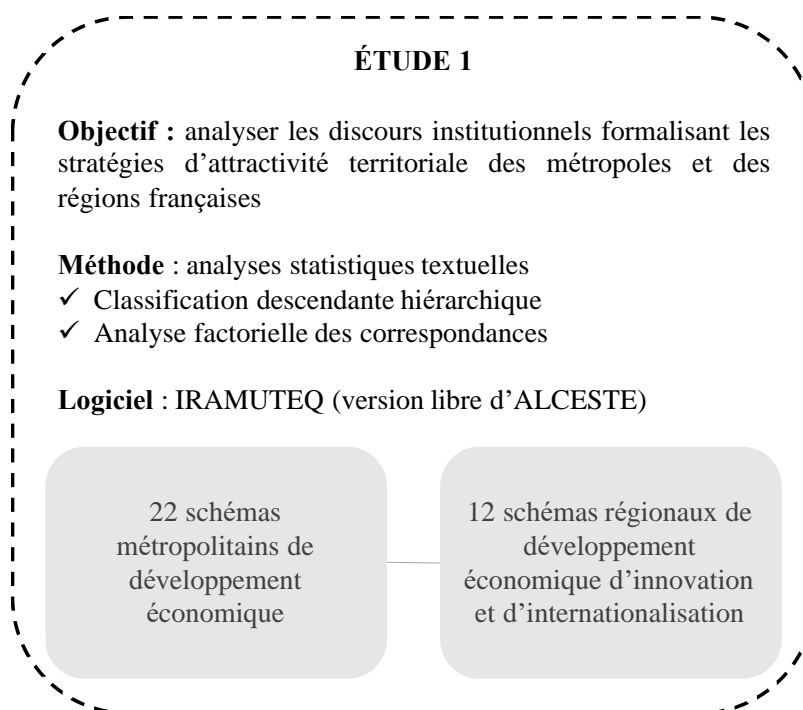 ÉTUDE 1
Objectif : analyser les discours institutionnels formalisant les
stratégies d’attractivité territoriale des métropoles et des
régions françaises
Méthode : analyses statistiques textuelles
✓ Classification descendante hiérarchique
✓ Analyse factorielle des correspondances
Logiciel : IRAMUTEQ (version libre d’ALCESTE)
22 schémas
métropolitains de
développement
économique
12 schémas régionaux de
développement
économique d’innovation
et d’internationalisation